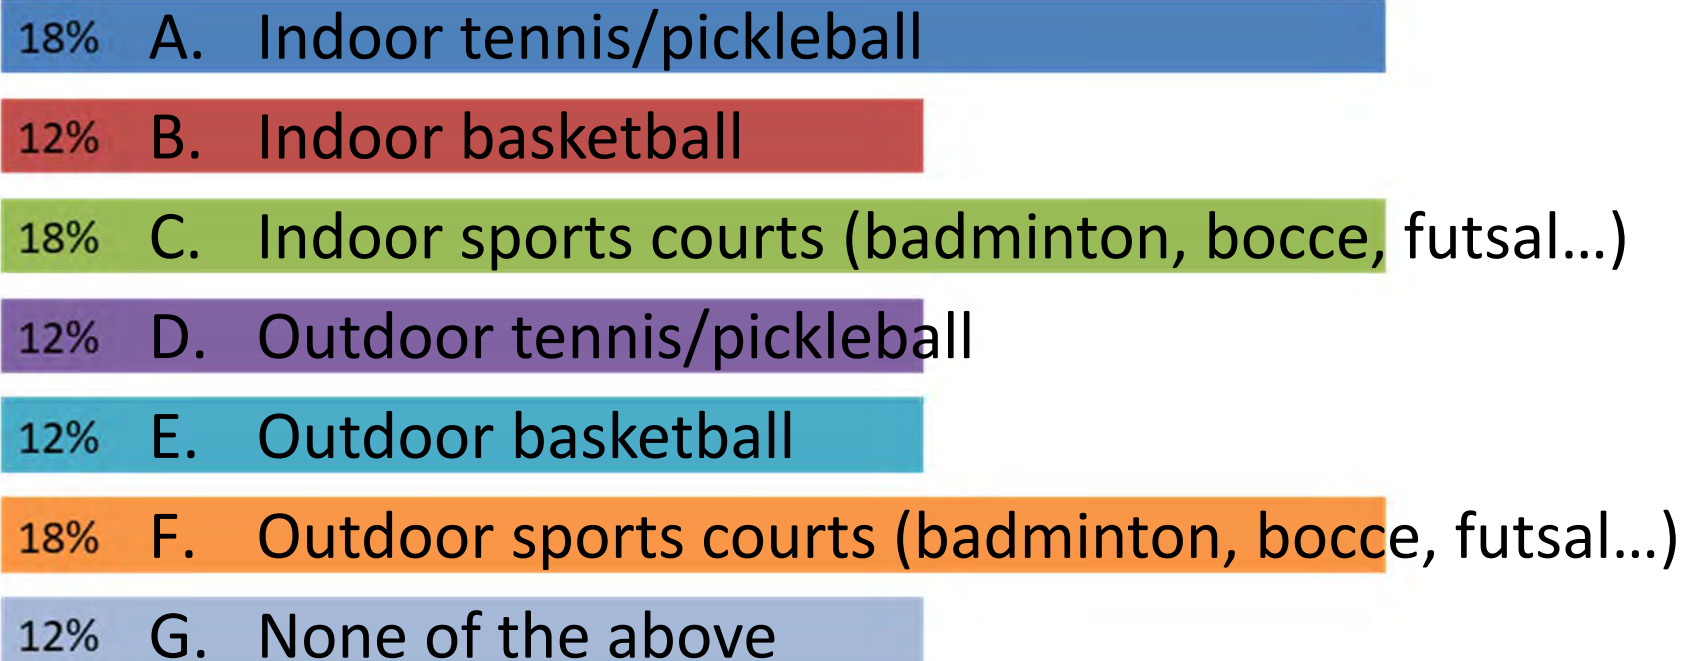 18% A. Indoor tennis/pickleball
12% B. Indoor basketball
18% C. Indoor sports courts (badminton, bocce, futsal…)
12% D. Outdoor tennis/pickleball
12% E. Outdoor basketball
18% F. Outdoor sports courts (badminton, bocce, futsal…)
12% G. None of the above